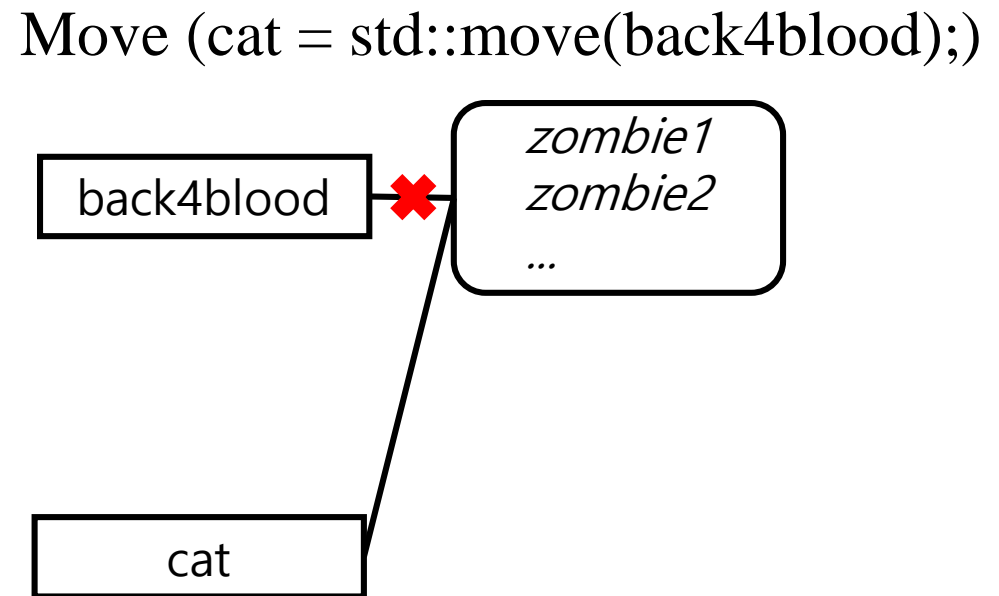 Move (cat = std::move(back4blood);)
zombie1
back4blood
zombie2
...
cat